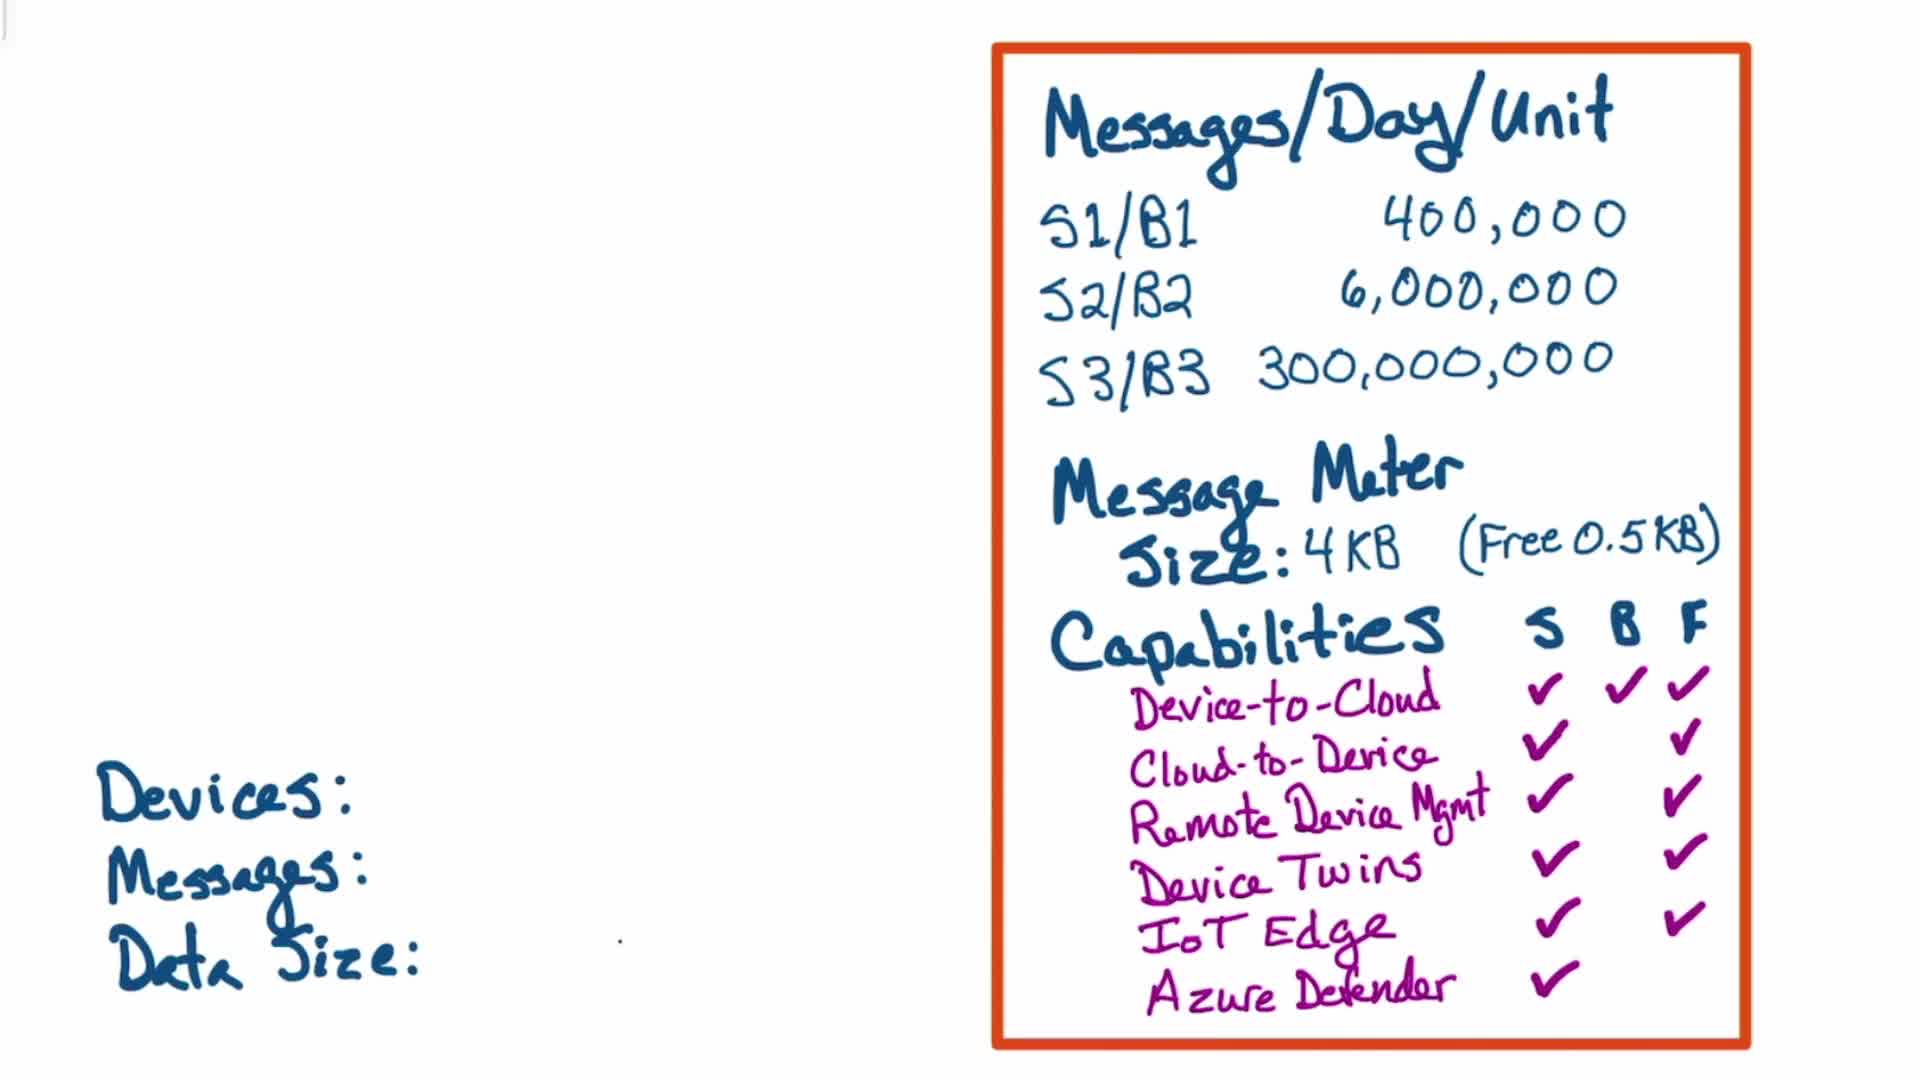 Messages/Day/Unit
S1/B1 400,000
S2/B2 6,000,000
S3/B3 300,000,000
Message Meter
Size: 4KB (Free 0.5KB)
Capabilities S B F
Device-to-Cloud ✓ ✓ ✓
Cloud-to-Device ✓ ✓
Remote Device Mgmt ✓ ✓
Device Twins ✓ ✓
IoT Edge ✓ ✓
Azure Defender ✓
Devices:
Messages:
Data Size: